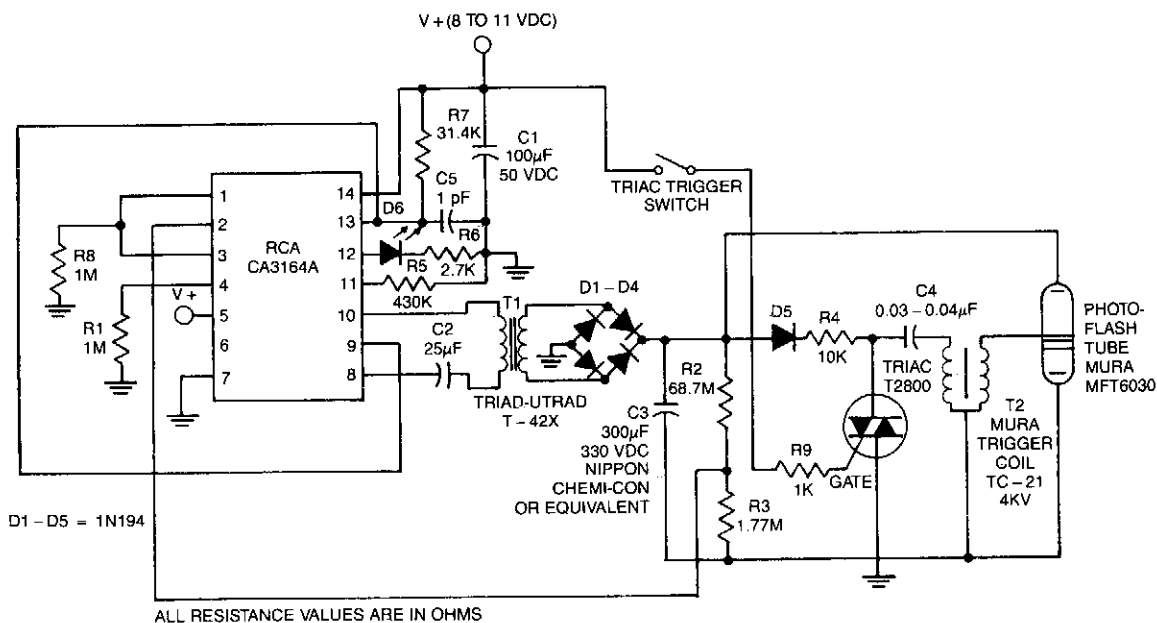 V + (8 TO 11 VDC)
R7
31.4K
C1
100µF
50 VDC
C5
1 pF
D6
R6
2.7K
R5
430K
TRIAC TRIGGER
SWITCH
1
2
3
4
5
6
7
14
13
12
11
10
9
8
RCA
CA3164A
R8
1M
R1
1M
V +
C2
25µF
T1
TRIAD-UTRAD
T – 42X
D1 – D4
C3
300µF
330 VDC
NIPPON
CHEMI-CON
OR EQUIVALENT
R2
68.7M
R3
1.77M
D5
R4
10K
C4
0.03 – 0.04µF
TRIAC
T2800
R9
1K
GATE
T2
MURA
TRIGGER
COIL
TC – 21
4KV
PHOTO-
FLASH
TUBE
MURA
MFT6030
D1 – D5 = 1N194
ALL RESISTANCE VALUES ARE IN OHMS